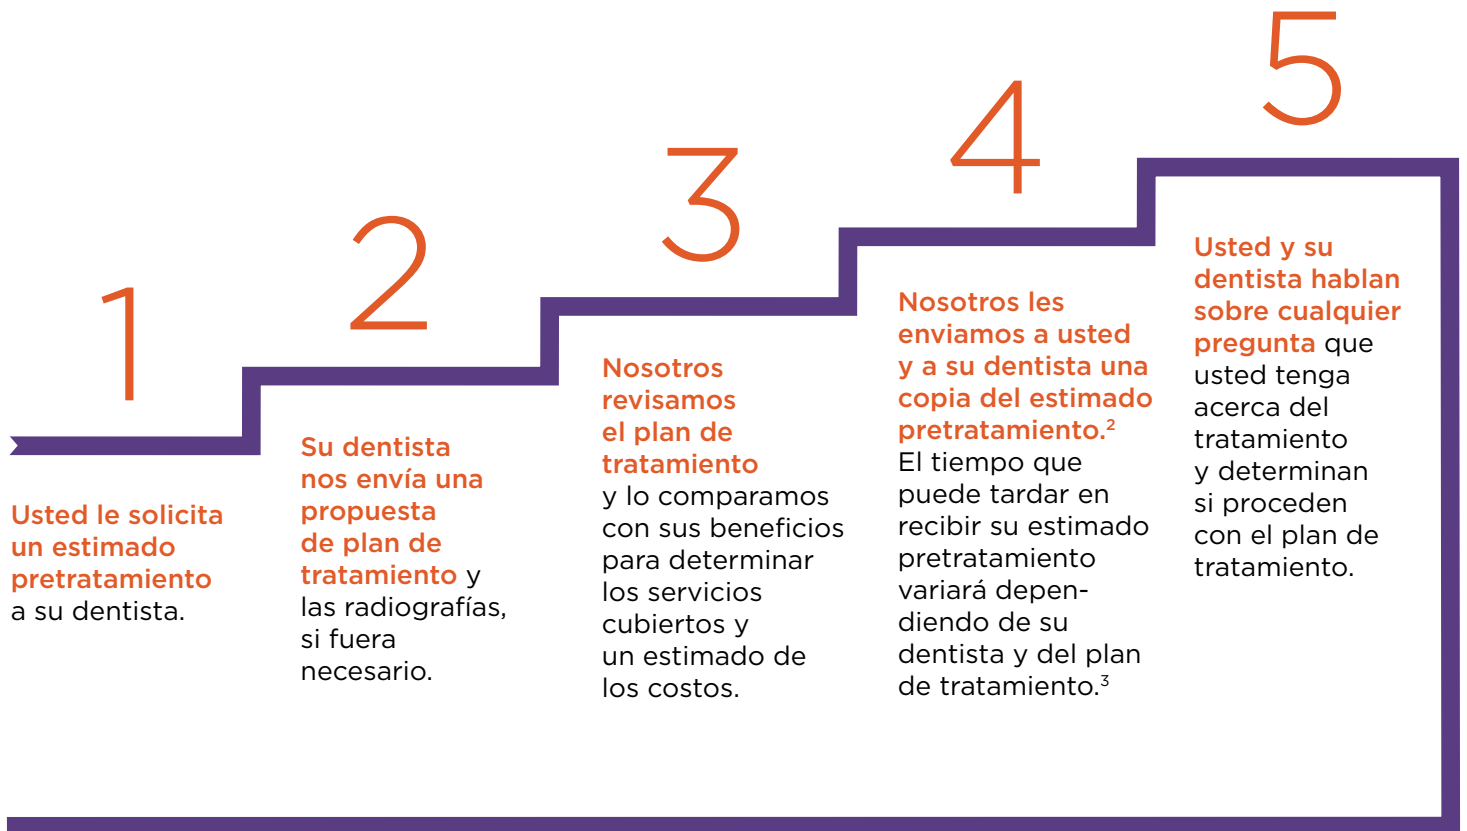 1
Usted le solicita
un estimado
pretratamiento
a su dentista.
2
Su dentista
nos envía una
propuesta
de plan de
tratamiento y
las radiografías,
si fuera
necesario.
3
Nosotros
revisamos
el plan de
tratamiento
y lo comparamos
con sus beneficios
para determinar
los servicios
cubiertos y
un estimado de
los costos.
4
Nosotros les
enviamos a usted
y a su dentista una
copia del estimado
pretratamiento.²
El tiempo que
puede tardar en
recibir su estimado
pretratamiento
variará depen-
diendo de su
dentista y del plan
de tratamiento.³
5
Usted y su
dentista hablan
sobre cualquier
pregunta que
usted tenga
acerca del
tratamiento
y determinan
si proceden
con el plan de
tratamiento.